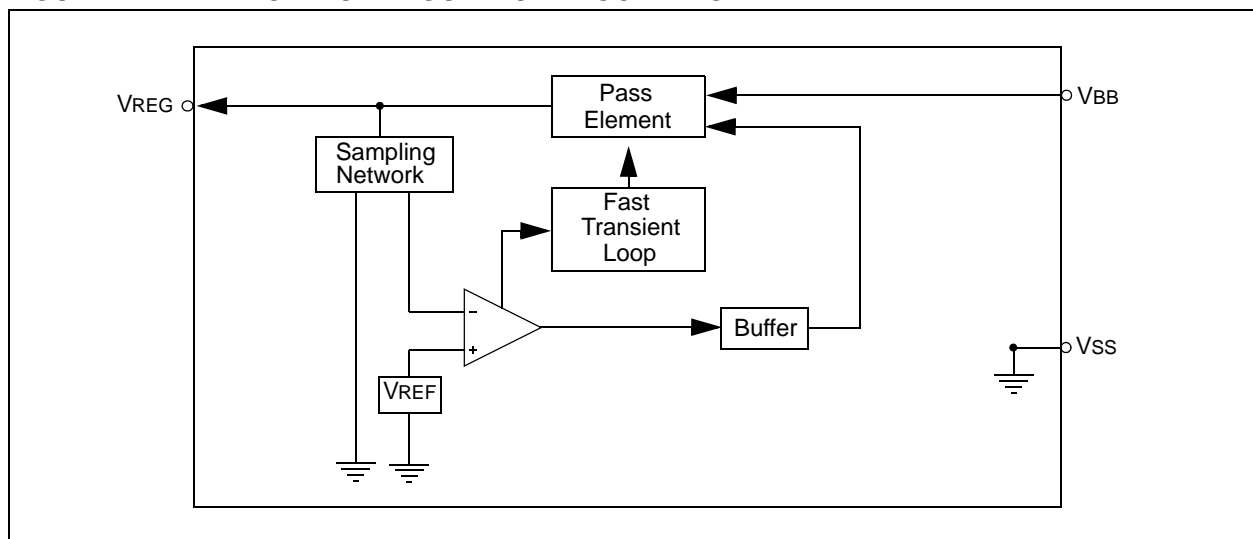 VREG
Pass
Element
VBB
Sampling
Network
Fast
Transient
Loop
-
+
Buffer
VSS
VREF